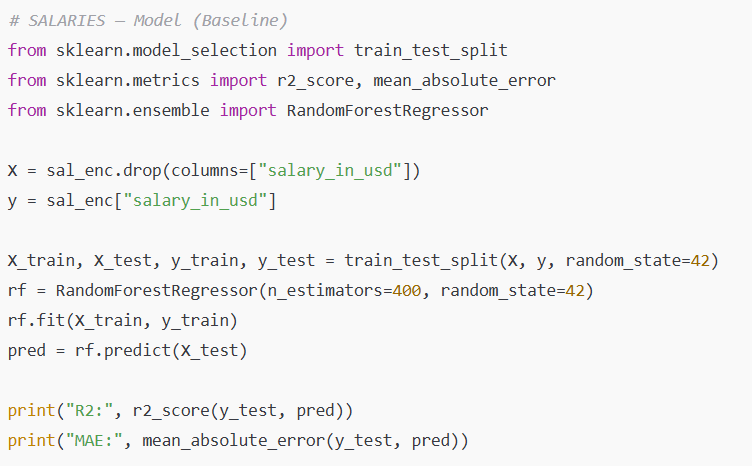 # SALARIES — Model (Baseline)
from sklearn.model_selection import train_test_split
from sklearn.metrics import r2_score, mean_absolute_error
from sklearn.ensemble import RandomForestRegressor

X = sal_enc.drop(columns=["salary_in_usd"])
y = sal_enc["salary_in_usd"]

X_train, X_test, y_train, y_test = train_test_split(X, y, random_state=42)
rf = RandomForestRegressor(n_estimators=400, random_state=42)
rf.fit(X_train, y_train)
pred = rf.predict(X_test)

print("R2:", r2_score(y_test, pred))
print("MAE:", mean_absolute_error(y_test, pred))